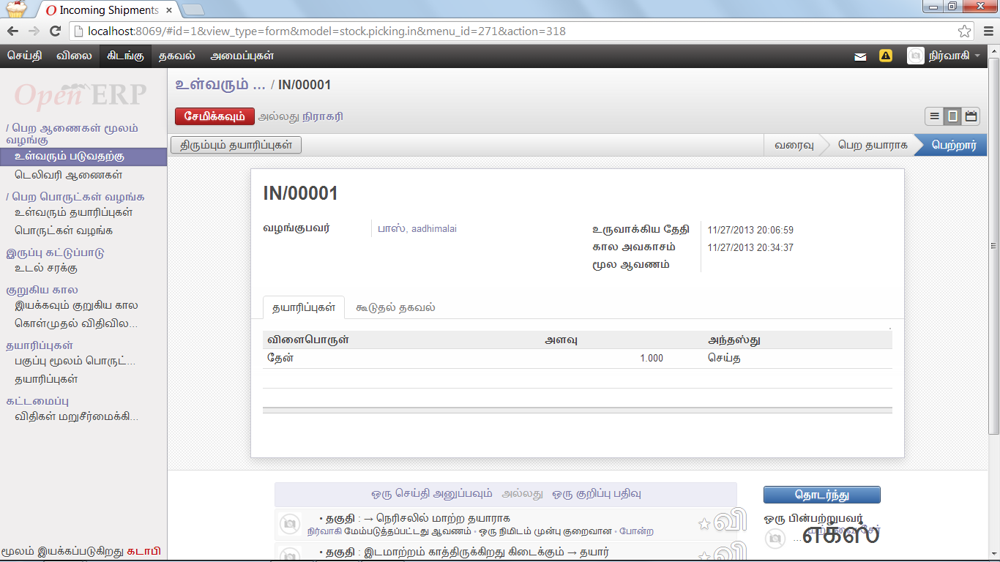 Incoming Shipments
localhost:8069/#id=1&view_type=form&model=stock.picking.in&menu_id=271&action=318
செய்தி விலை கிடங்கு தகவல் அமைப்புகள் நிர்வாகி
Open ERP
/ பெற ஆணைகள் மூலம்
வழங்கு
உள்வரும் படுவதற்கு
டெலிவரி ஆணைகள்
/ பெற பொருட்கள் வழங்க
உள்வரும் தயாரிப்புகள்
பொருட்கள் வழங்க
இருப்பு கட்டுப்பாடு
உடல் சரக்கு
குறுகிய கால
இயக்கவும் குறுகிய கால
கொள்முதல் விதிவில...
தயாரிப்புகள்
பகுப்பு மூலம் பொருட்...
தயாரிப்புகள்
கட்டமைப்பு
விதிகள் மறுசீர்மைக்கி...
மூலம் இயக்கப்படுகிறது கடாபி
உள்வரும் ... / IN/00001
சேமிக்கவும் அல்லது நிராகரி
திரும்பும் தயாரிப்புகள் வரைவு பெற தயாராக பெற்றார்
IN/00001
வழங்குபவர் பாஸ், aadhimalai
உருவாக்கிய தேதி 11/27/2013 20:06:59
கால அவகாசம் 11/27/2013 20:34:37
மூல ஆவணம்
தயாரிப்புகள் கூடுதல் தகவல்
விளைபொருள் அளவு அந்தஸ்து
தேன் 1.000 செய்த
ஒரு செய்தி அனுப்பவும் அல்லது ஒரு குறிப்பு பதிவு
• தகுதி : → நெரிசலில் மாற்ற தயாராக
நிர்வாகி மேம்படுத்தப்பட்டது ஆவணம் • ஒரு நிமிடம் முன்பு குறைவான • போன்ற
வி
• தகுதி : இடமாற்றம் காத்திருக்கிறது கிடைக்கும் → தயார்
வி
தொடர்ந்து
ஒரு பின்பற்றுபவர்
... எக்ஸ்